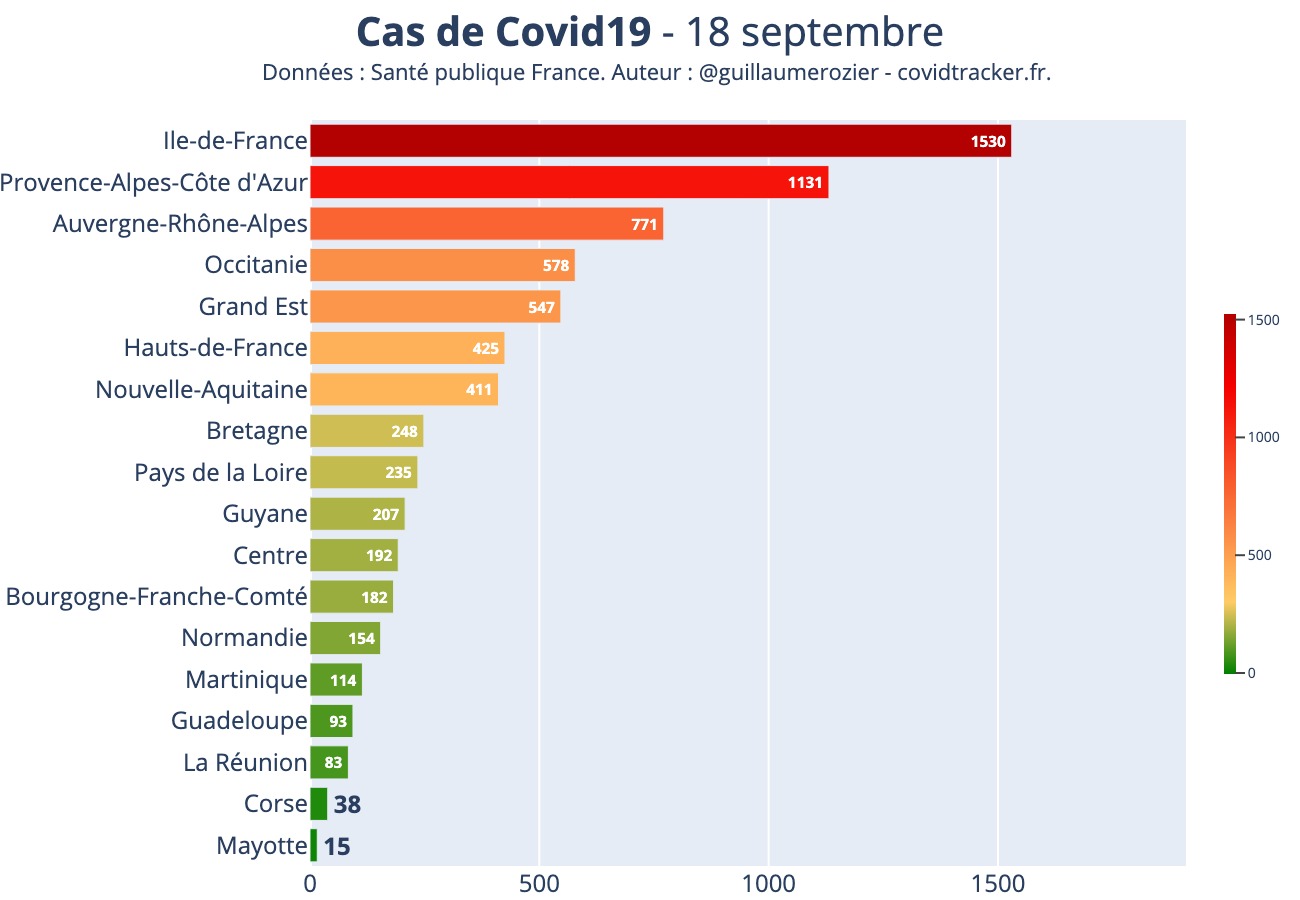 Cas de Covid19 - 18 septembre
Données : Santé publique France. Auteur : @guillaumerozier - covidtracker.fr.
Ile-de-France 1530
Provence-Alpes-Côte d'Azur 1131
Auvergne-Rhône-Alpes 771
Occitanie 578
Grand Est 547
Hauts-de-France 425
Nouvelle-Aquitaine 411
Bretagne 248
Pays de la Loire 235
Guyane 207
Centre 192
Bourgogne-Franche-Comté 182
Normandie 154
Martinique 114
Guadeloupe 93
La Réunion 83
Corse 38
Mayotte 15
0 500 1000 1500
1500
1000
500
0